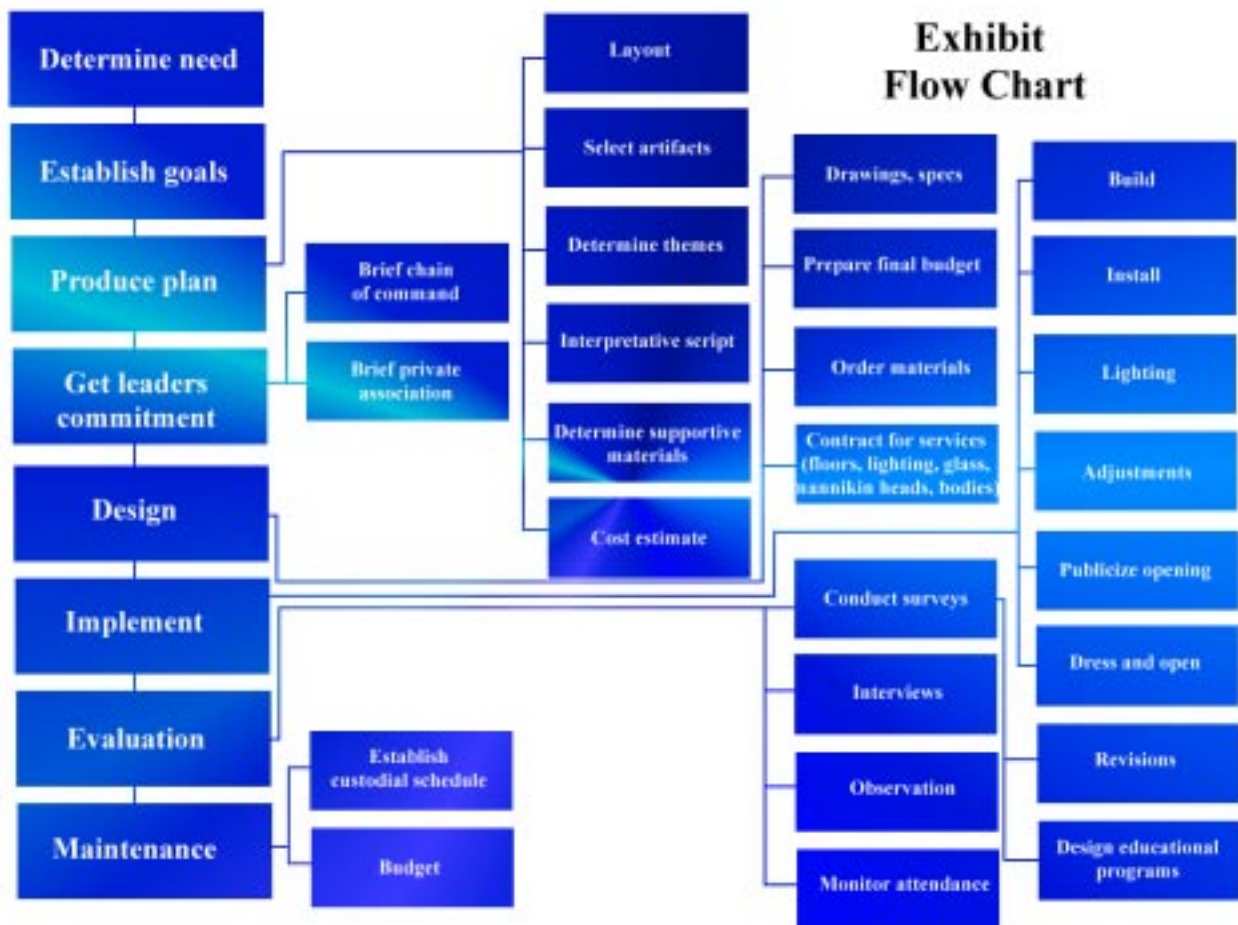 Exhibit
Flow Chart
Determine need
Establish goals
Produce plan
Get leaders
commitment
Design
Implement
Evaluation
Maintenance
Brief chain
of command
Brief private
association
Establish
custodial schedule
Budget
Layout
Select artifacts
Determine themes
Interpretative script
Determine supportive
materials
Cost estimate
Drawings, specs
Prepare final budget
Order materials
Contract for services
(floors, lighting, glass,
mannikin heads, bodies)
Conduct surveys
Interviews
Observation
Monitor attendance
Build
Install
Lighting
Adjustments
Publicize opening
Dress and open
Revisions
Design educational
programs